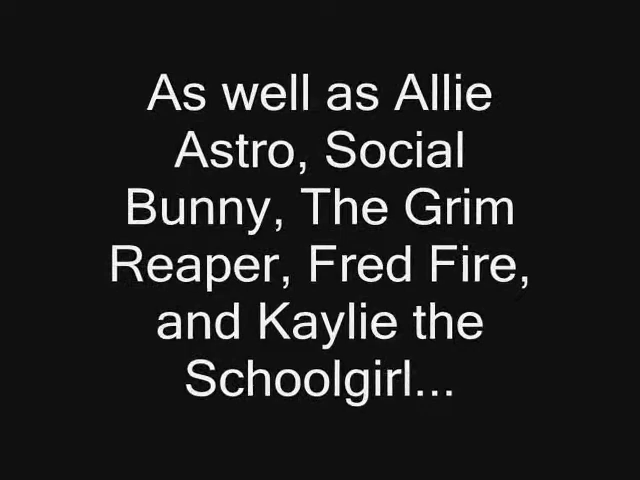 As well as Allie
Astro, Social
Bunny, The Grim
Reaper, Fred Fire,
and Kaylie the
Schoolgirl...